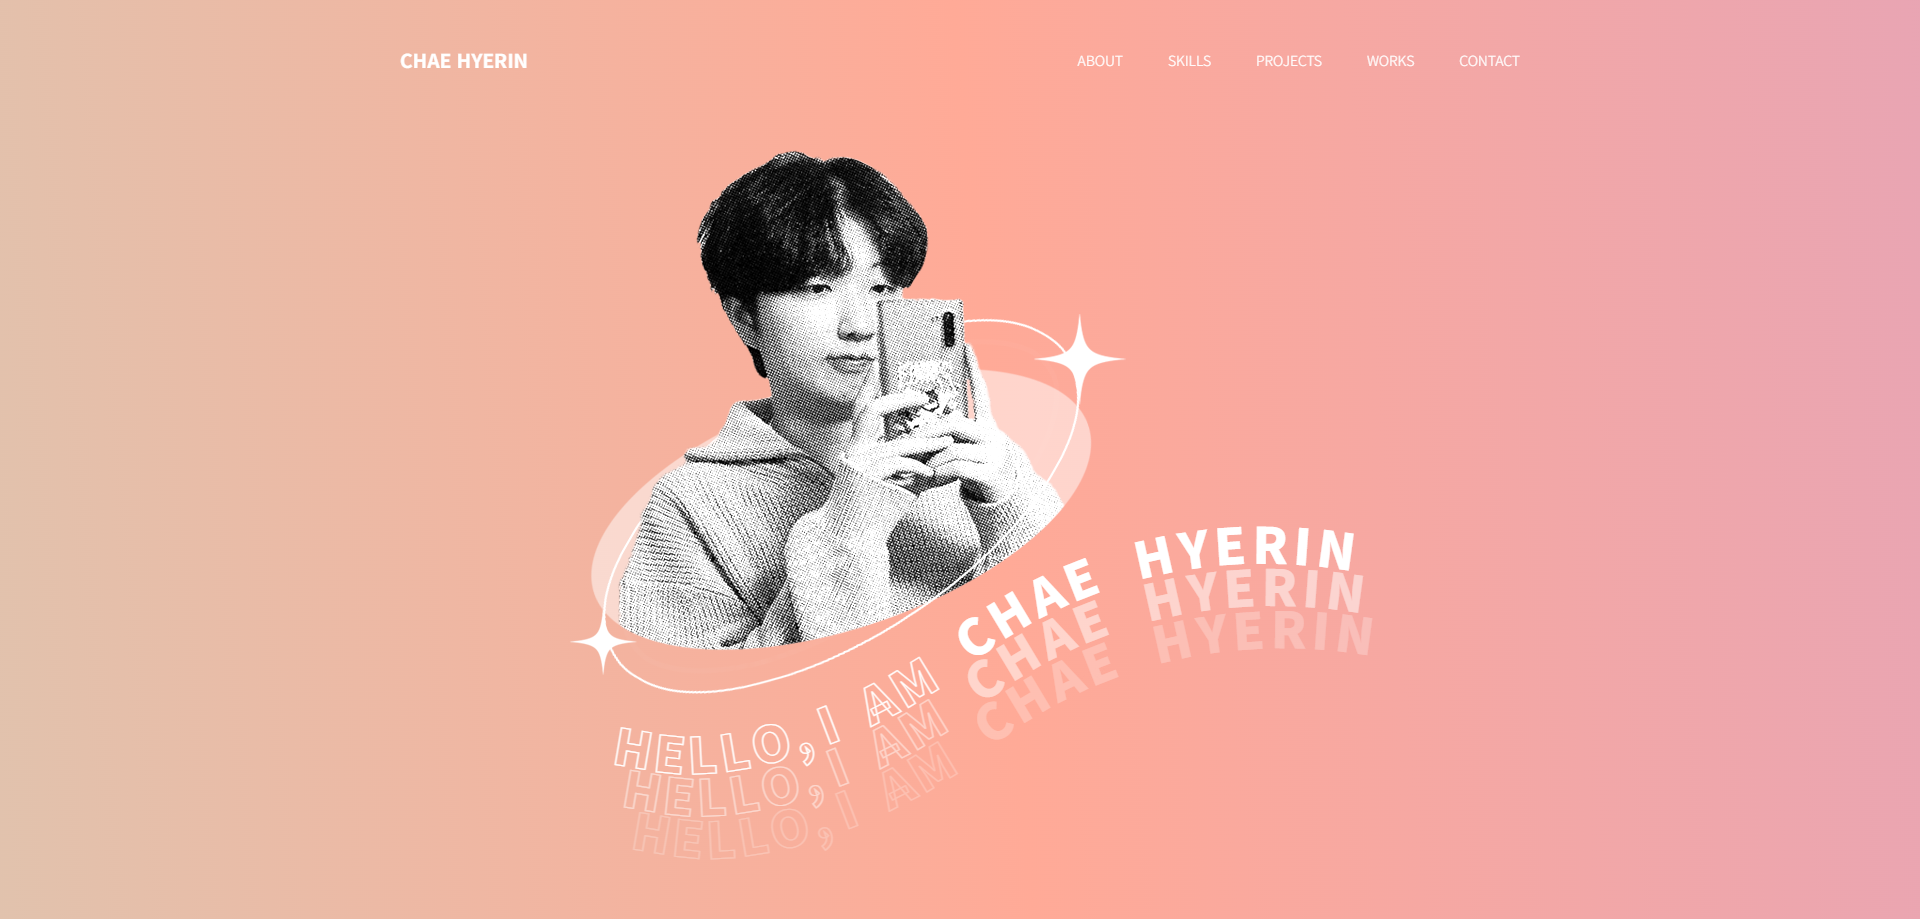 CHAE HYERIN
ABOUT SKILLS PROJECTS WORKS CONTACT
HELLO, I AM CHAE HYERIN
HELLO, I AM CHAE HYERIN
HELLO, I AM CHAE HYERIN